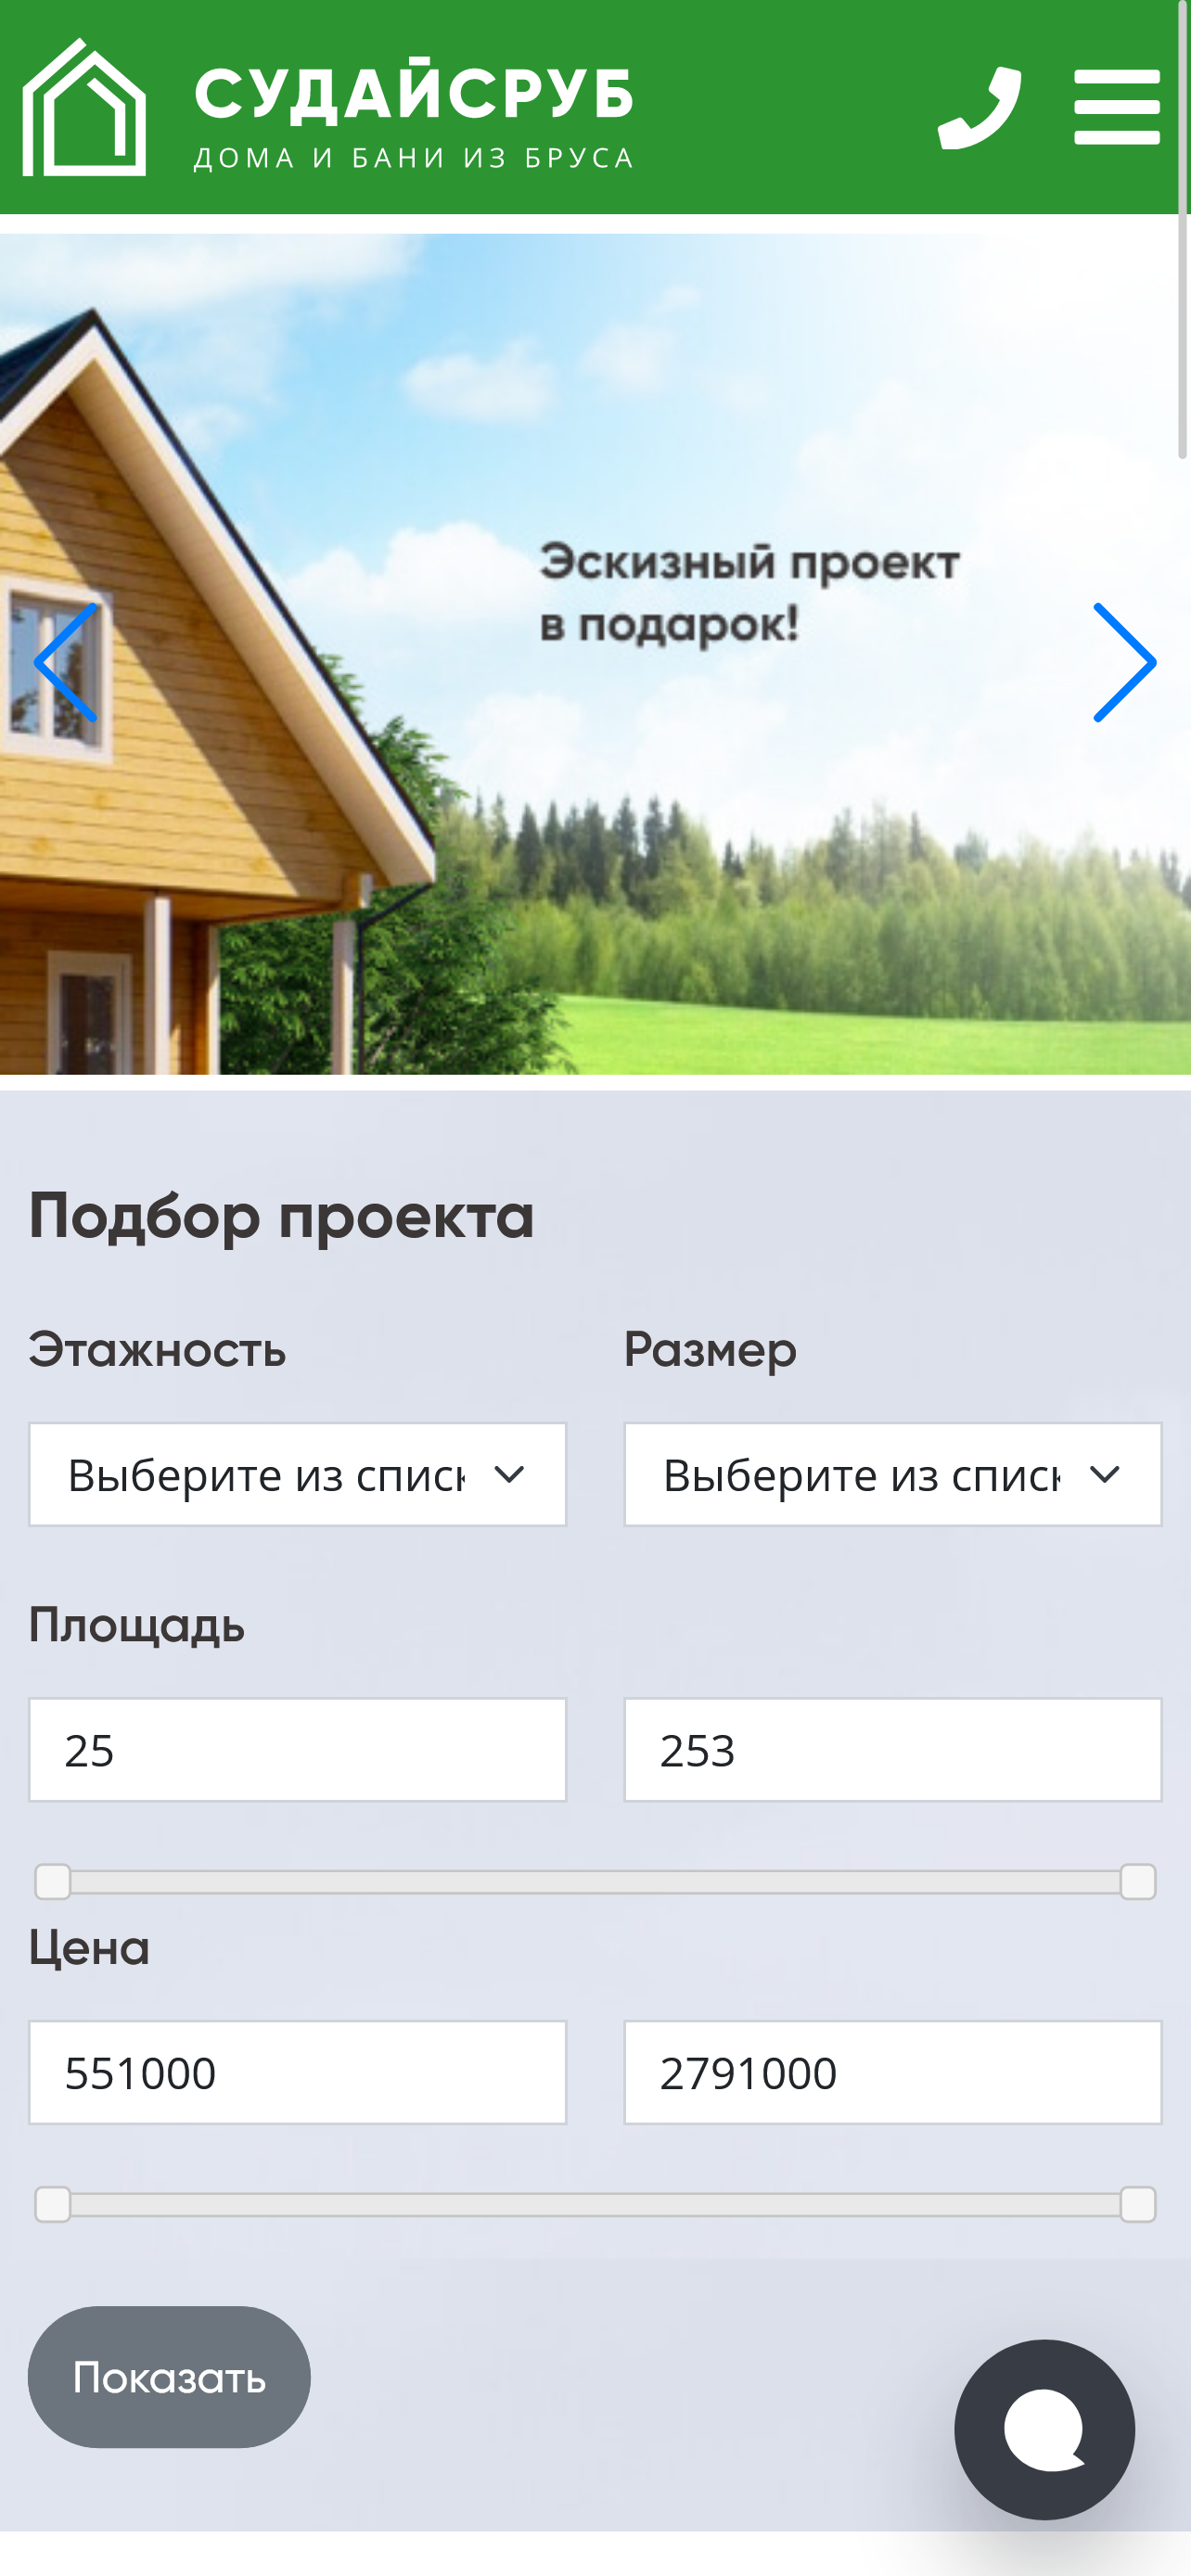 СУДАЙСРУБ
ДОМА И БАНИ ИЗ БРУСА
Эскизный проект
в подарок!
Подбор проекта
Этажность
Размер
Выберите из списк
Выберите из списк
Площадь
25
253
Цена
551000
2791000
Показать